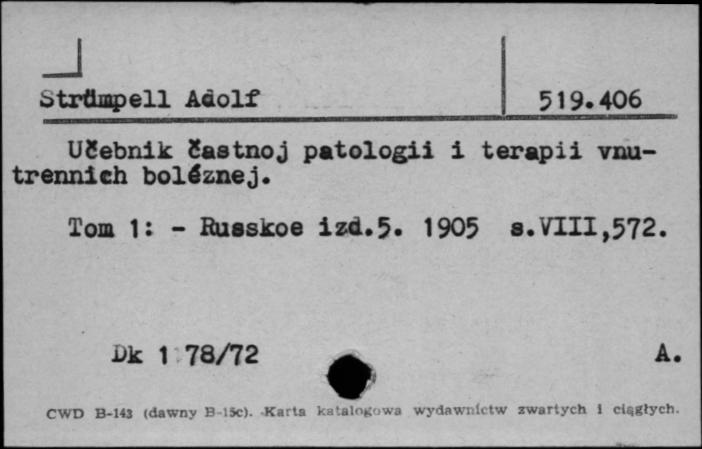 Strümpell Adolf 519.406
Učebnik častnoj patologii i terapii vnu-
trennich boléznej.
Tom 1: - Russkoe izd.5. 1905 s.VIII,572.
Dk 1 78/72 A.
CWD B-143 (dawny B-15c). Karta katalogowa wydawnictw zwartych i ciągłych.